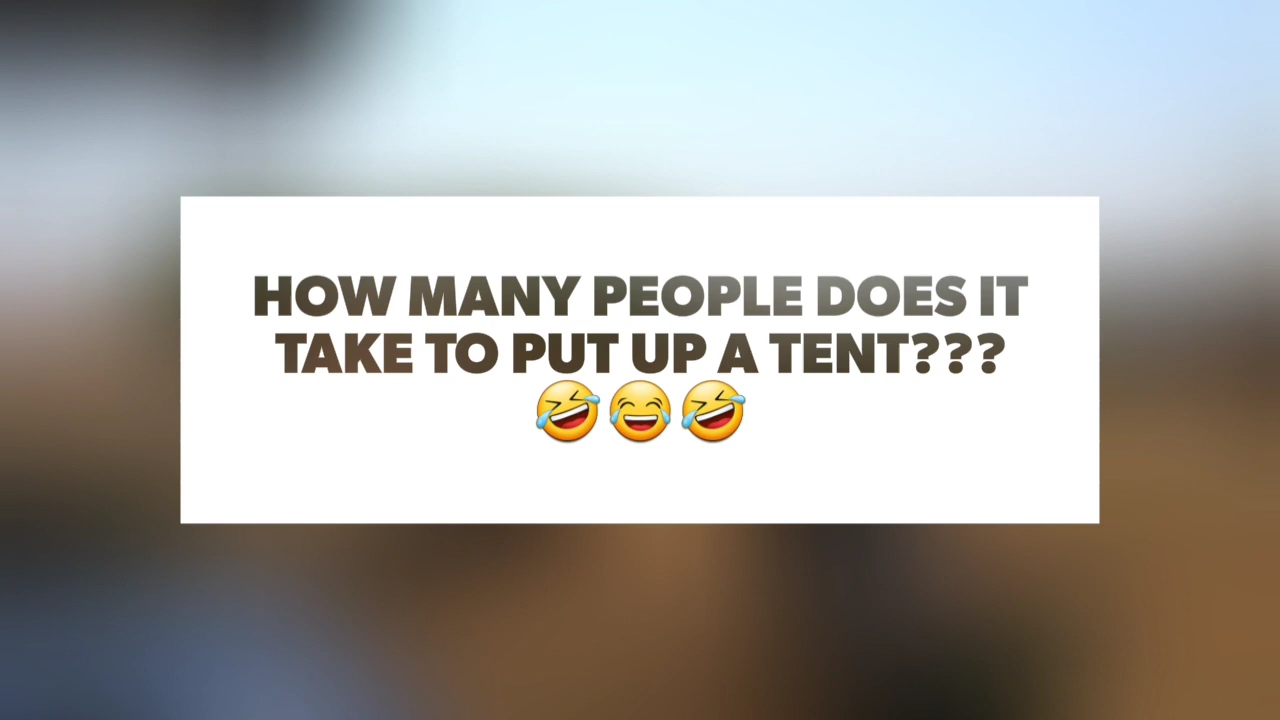 HOW MANY PEOPLE DOES IT
TAKE TO PUT UP A TENT???
🤣😂🤣